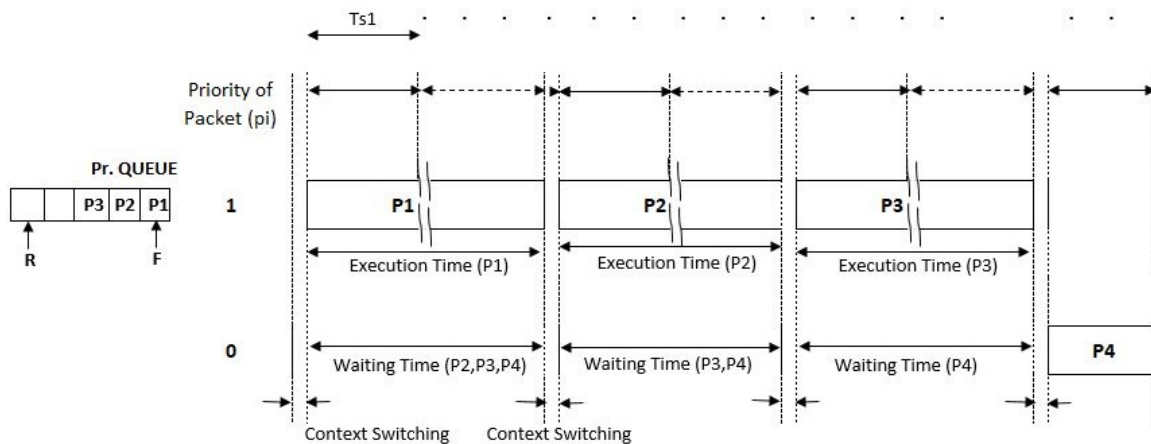 Ts1
Priority of
Packet (pi)
Pr. QUEUE
P3 P2 P1
R F
1
P1 P2 P3
Execution Time (P1) Execution Time (P2) Execution Time (P3)
0
P4
Waiting Time (P2,P3,P4) Waiting Time (P3,P4) Waiting Time (P4)
Context Switching Context Switching